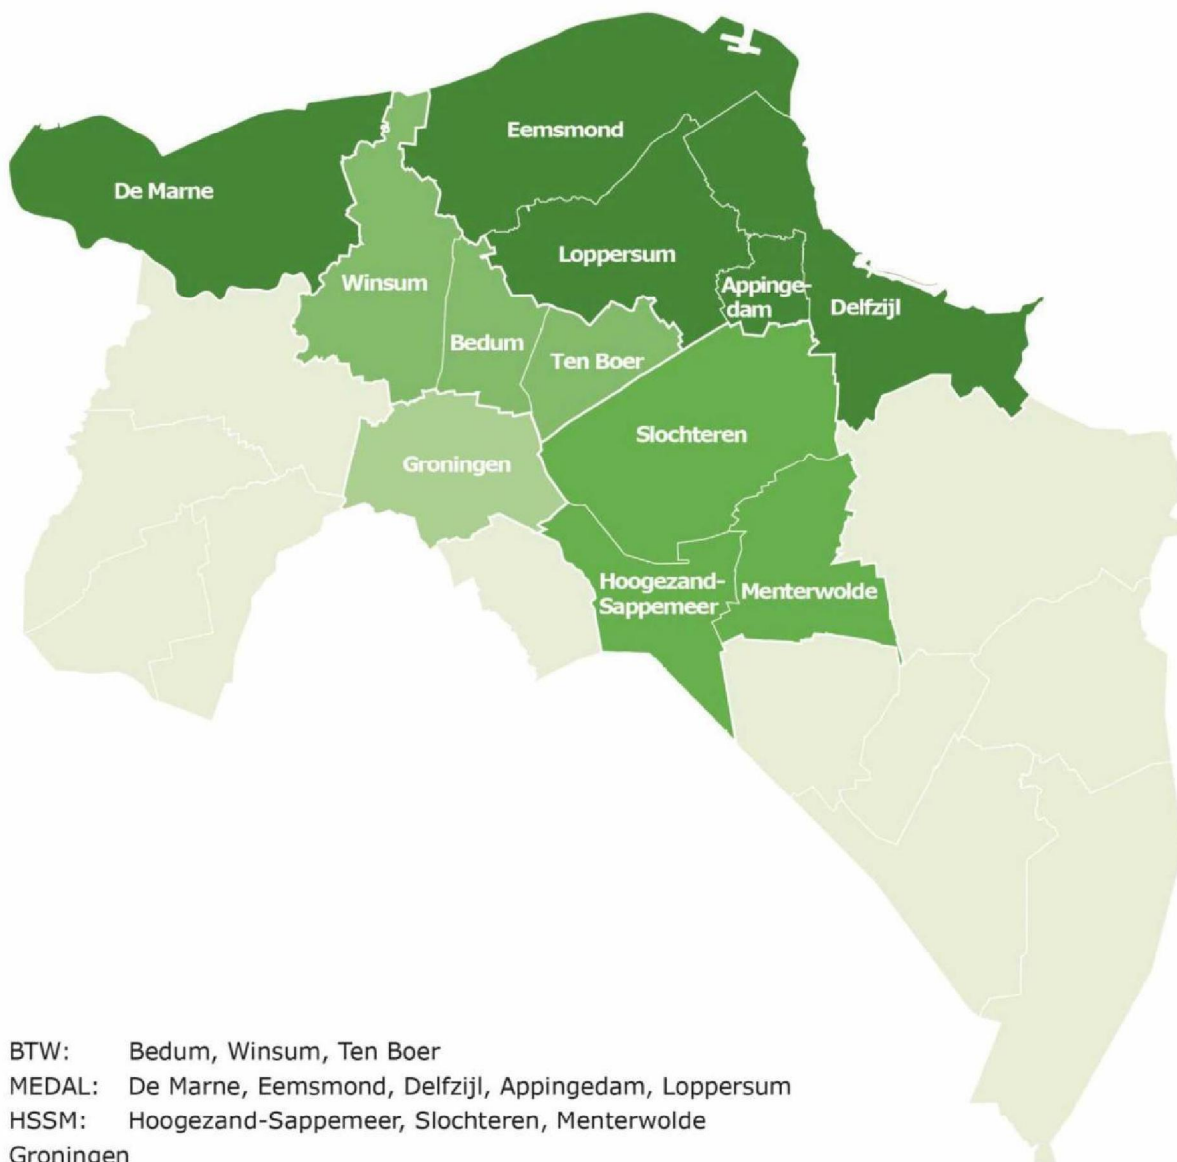 Eemsmond
De Marne
Loppersum
Winsum
Appinge-
dam
Delfzijl
Bedum
Ten Boer
Slochteren
Groningen
Hoogezand-
Sappemeer
Menterwolde
BTW: Bedum, Winsum, Ten Boer
MEDAL: De Marne, Eemsmond, Delfzijl, Appingedam, Loppersum
HSSM: Hoogezand-Sappemeer, Slochteren, Menterwolde
Groningen